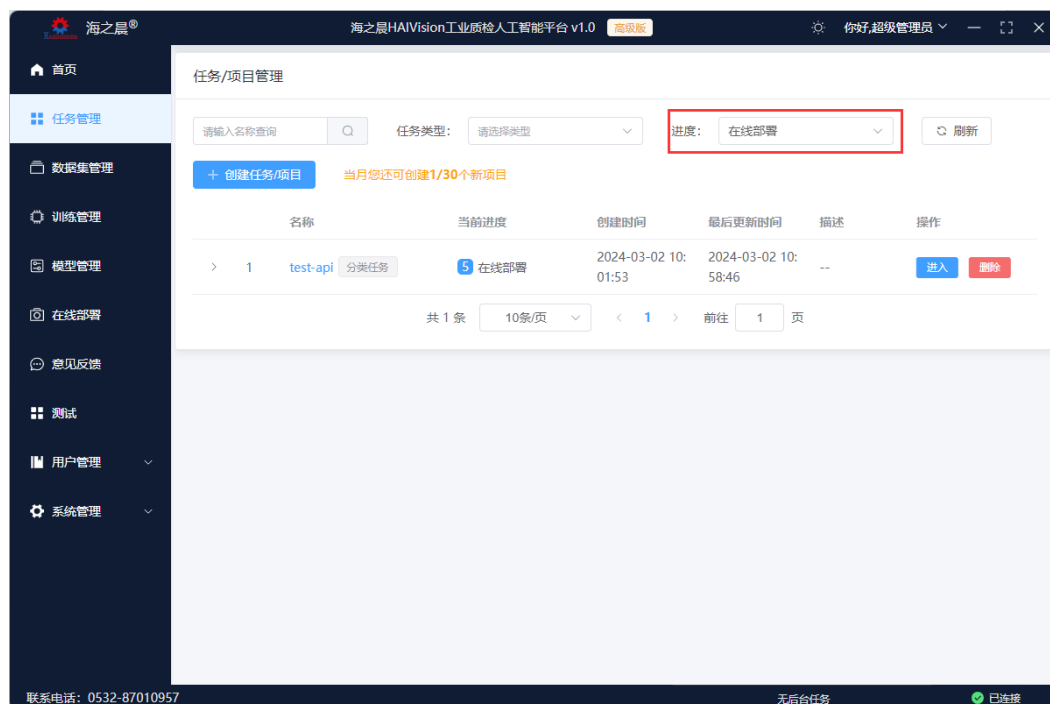 海之晨®
海之晨HAIVision工业质检人工智能平台 v1.0 高级版
你好,超级管理员
首页
任务管理
数据集管理
训练管理
模型管理
在线部署
意见反馈
测试
用户管理
系统管理
任务/项目管理
请输入名称查询 任务类型: 请选择类型 进度: 在线部署 刷新
+ 创建任务/项目 当月您还可创建1/30个新项目
名称 当前进度 创建时间 最后更新时间 描述 操作
1 test-api 分类任务 5 在线部署 2024-03-02 10: 2024-03-02 10: -- 进入 删除
01:53 58:46
共 1 条 10条/页 1 前往 1 页
联系电话: 0532-87010957 无后台任务 已连接